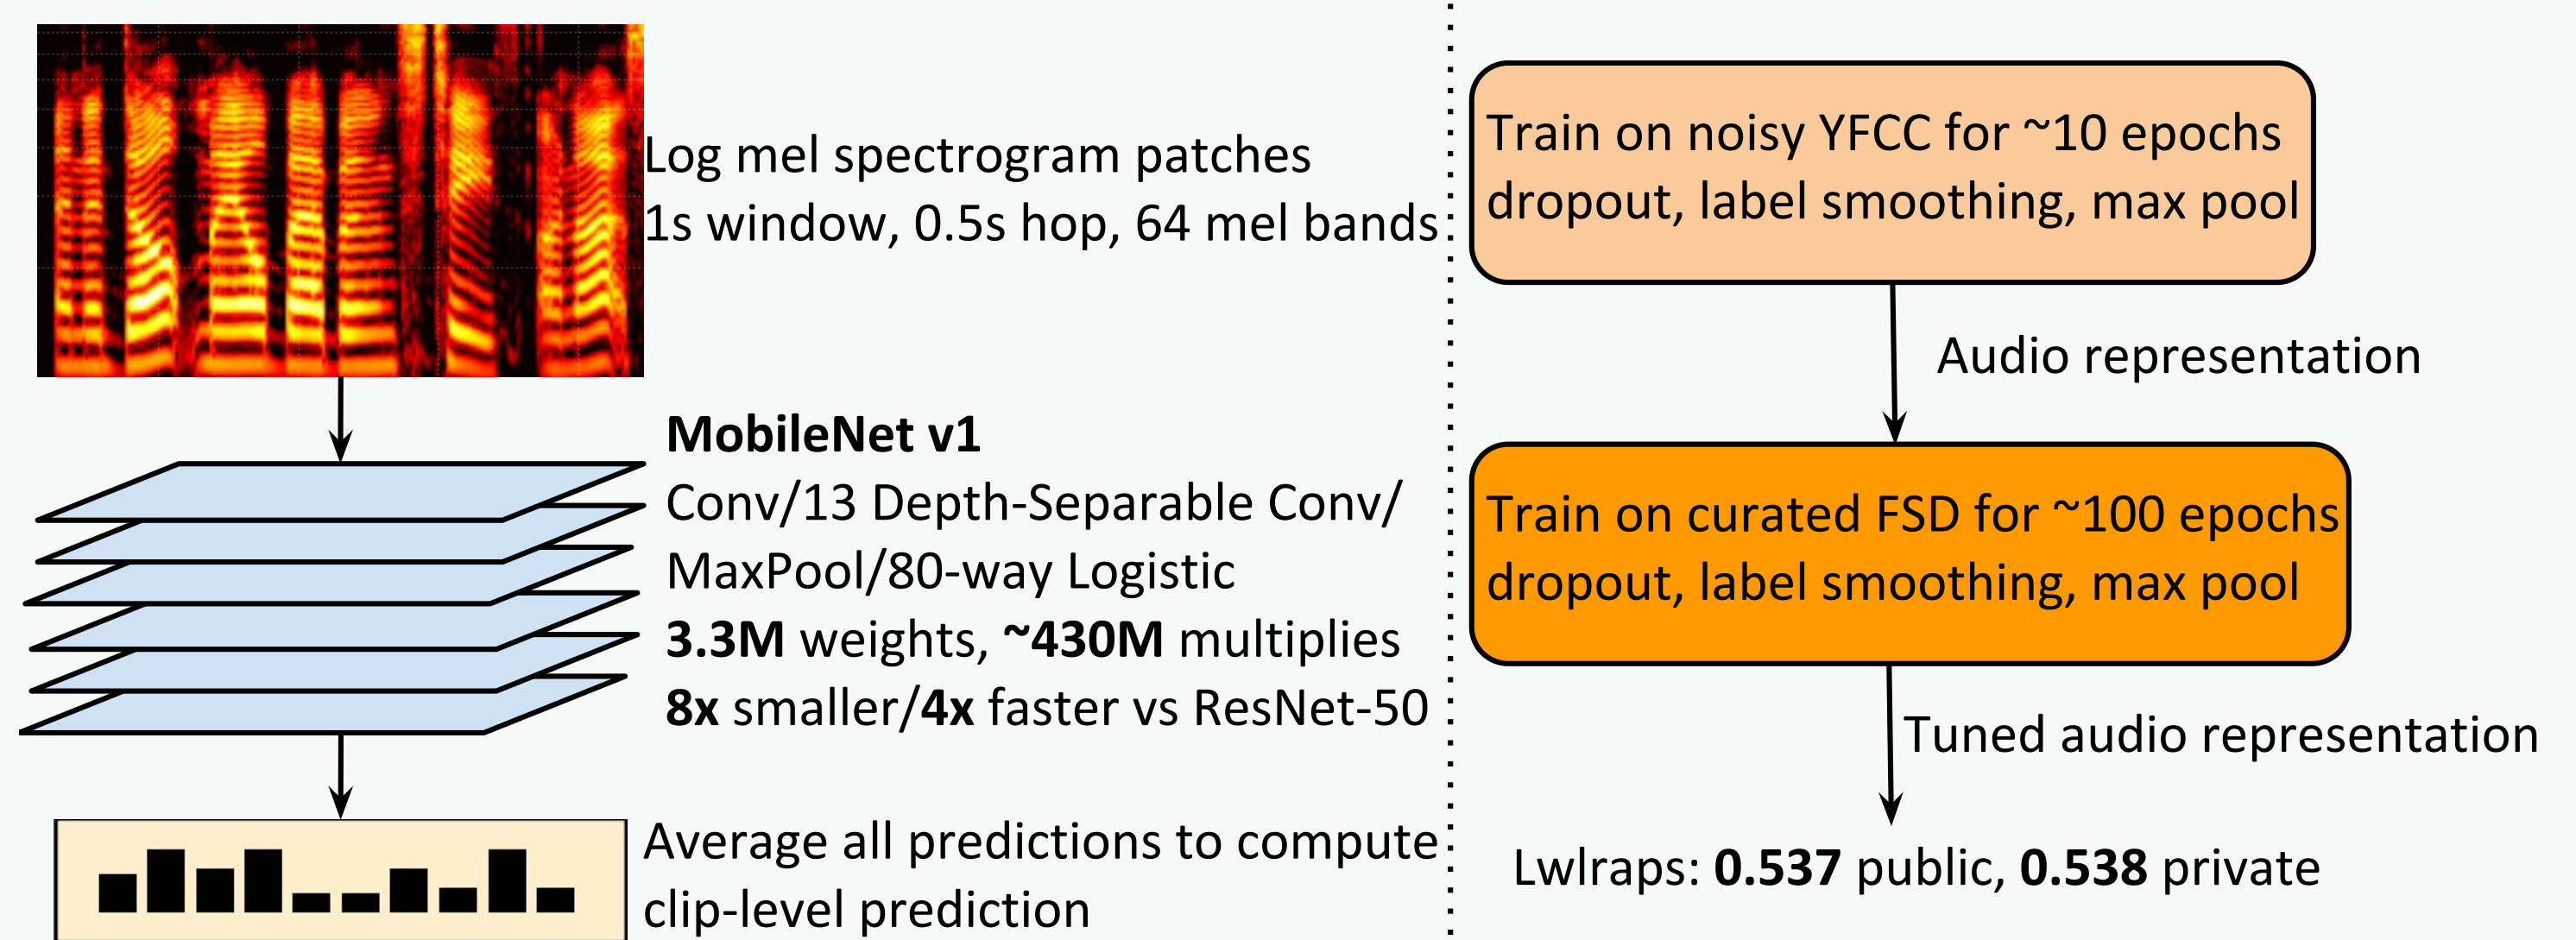 Log mel spectrogram patches
1s window, 0.5s hop, 64 mel bands
MobileNet v1
Conv/13 Depth-Separable Conv/
MaxPool/80-way Logistic
3.3M weights, ~430M multiplies
8x smaller/4x faster vs ResNet-50
Average all predictions to compute
clip-level prediction
Train on noisy YFCC for ~10 epochs
dropout, label smoothing, max pool
Audio representation
Train on curated FSD for ~100 epochs
dropout, label smoothing, max pool
Tuned audio representation
Lwlraps: 0.537 public, 0.538 private